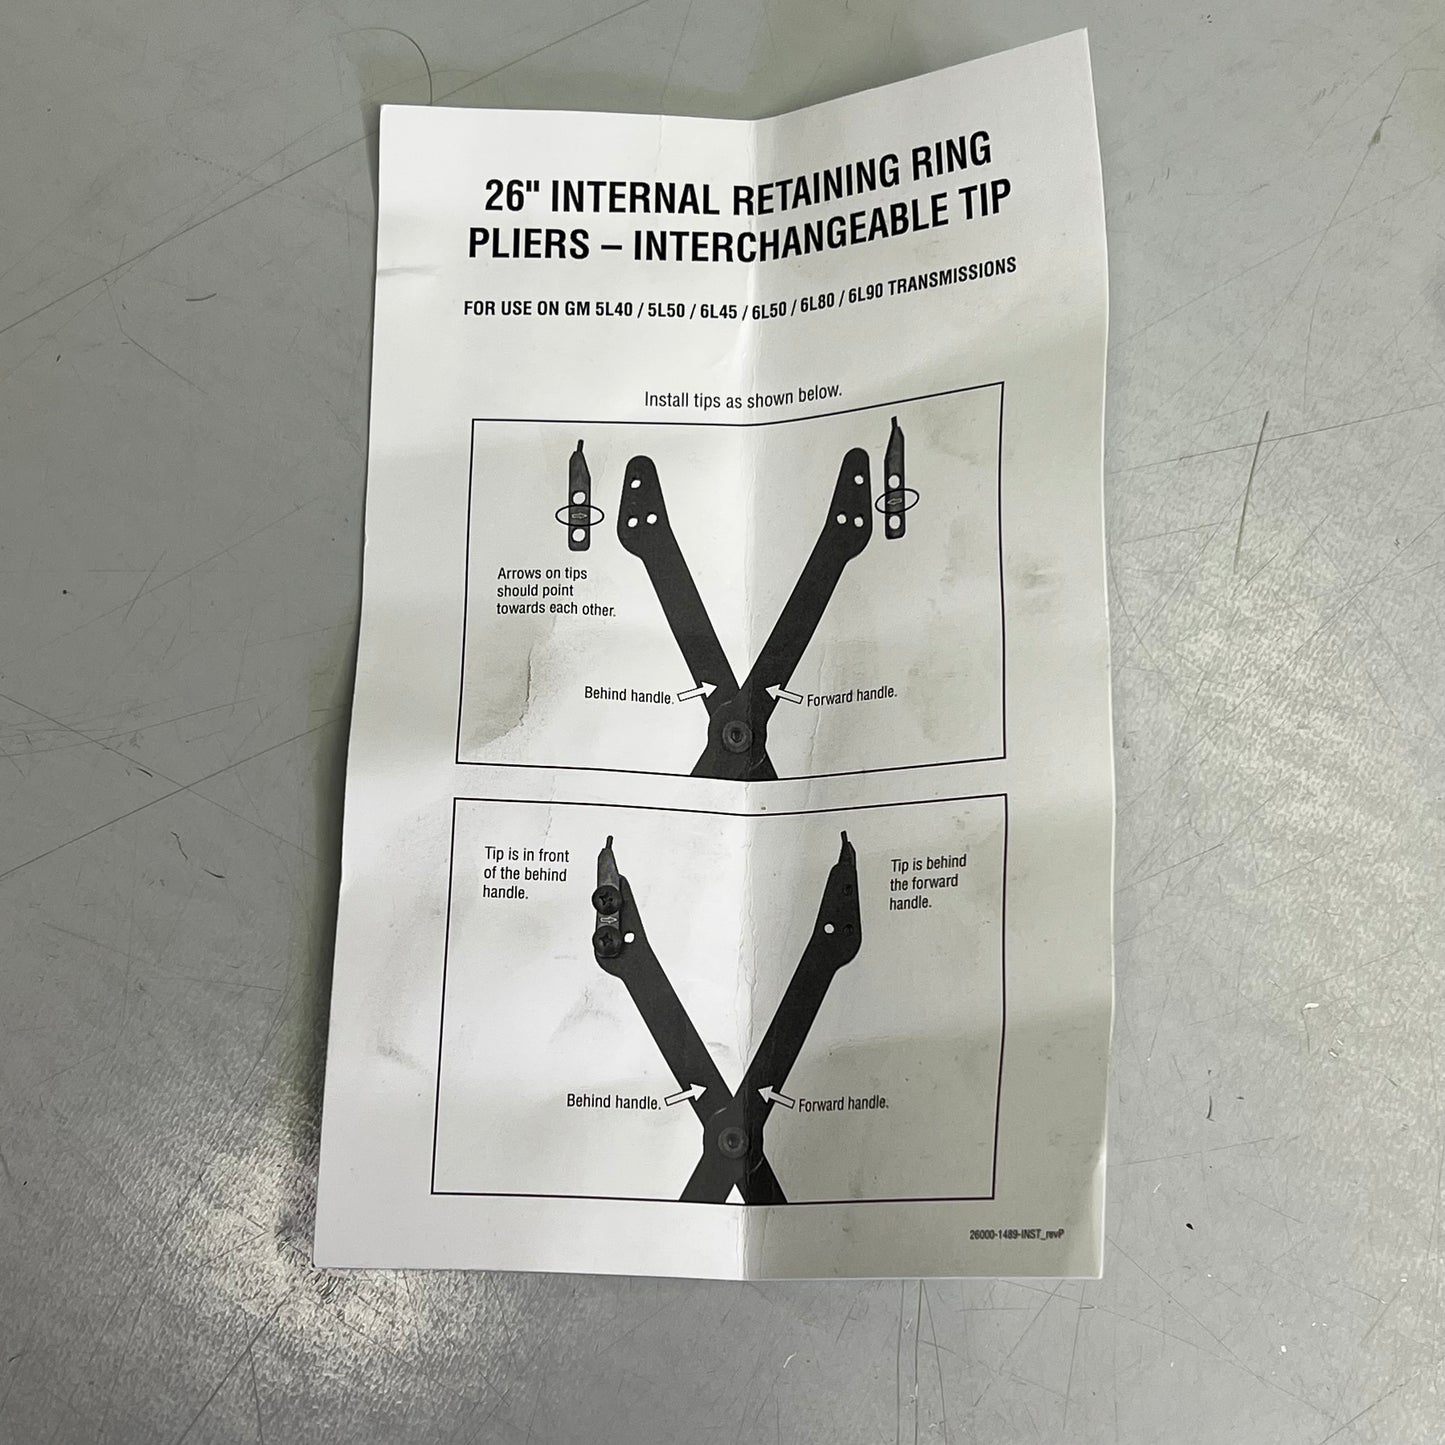 26" INTERNAL RETAINING RING
PLIERS – INTERCHANGEABLE TIP
FOR USE ON GM 5L40 / 5L50 / 6L45 / 6L50 / 6L80 / 6L90 TRANSMISSIONS
Install tips as shown below.
Arrows on tips
should point
towards each other.
Behind handle.
Forward handle.
Tip is in front
of the behind
handle.
Tip is behind
the forward
handle.
Behind handle.
Forward handle.
26000-1489-INST_revP